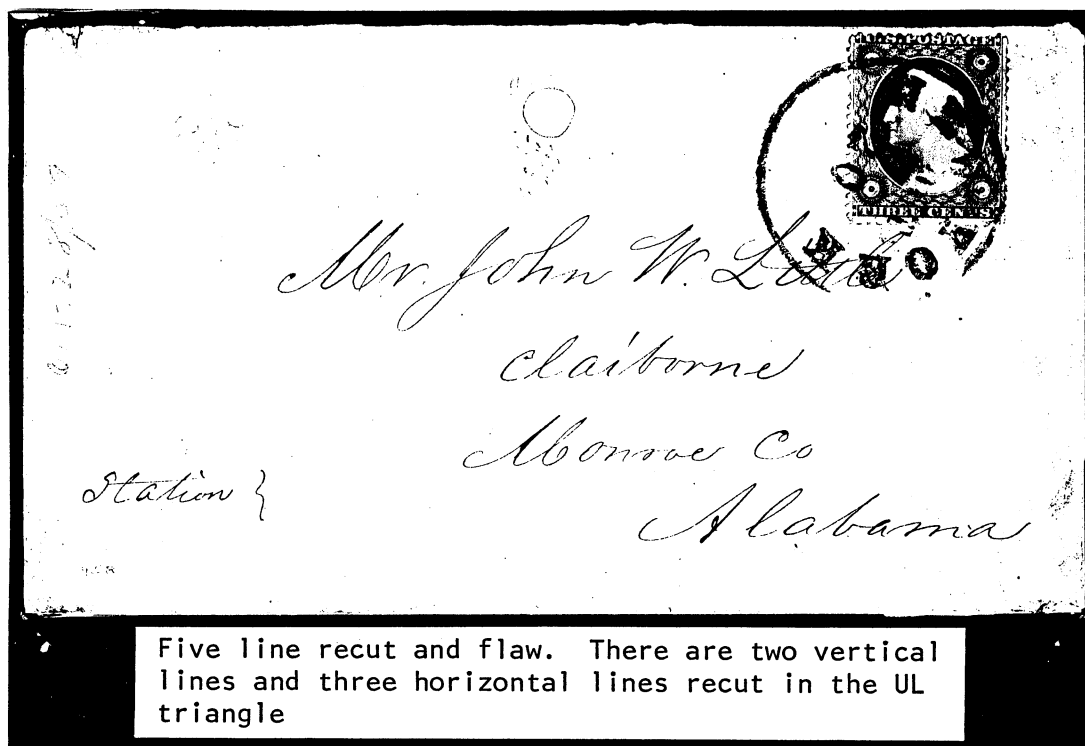 U.S. POSTAGE
THREE CENTS
Mr. John W. Little
Claiborne
Monroe Co
Alabama
Station }
Five line recut and flaw. There are two vertical
lines and three horizontal lines recut in the UL
triangle